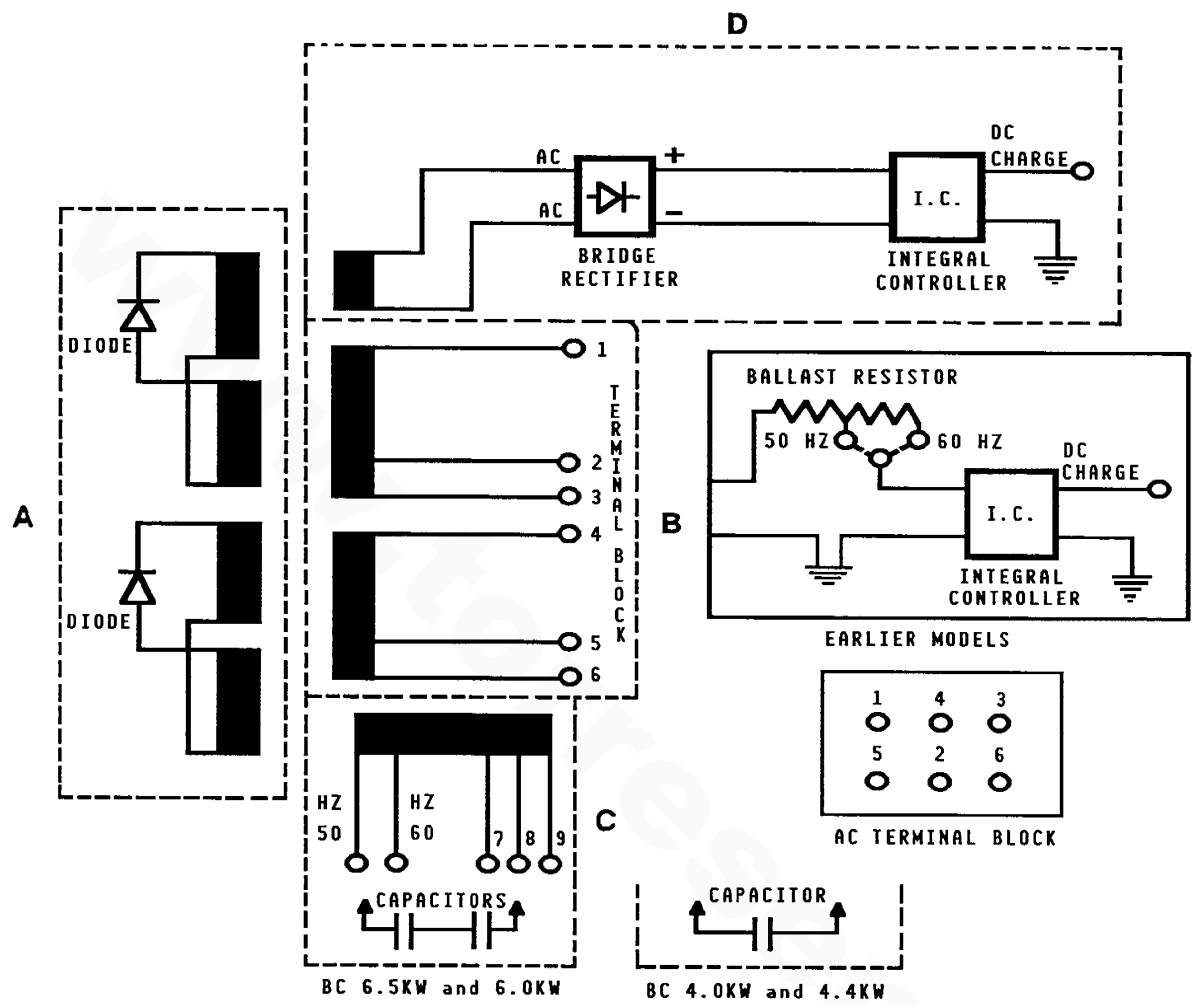 D
DC
CHARGE
AC
+
I.C.
AC
−
BRIDGE
RECTIFIER
INTEGRAL
CONTROLLER
DIODE
1
TERMINAL BLOCK
2
3
4
5
6
A
B
DIODE
BALLAST RESISTOR
50 HZ
60 HZ
DC
CHARGE
I.C.
INTEGRAL
CONTROLLER
EARLIER MODELS
1 4 3
5 2 6
AC TERMINAL BLOCK
HZ
50
HZ
60
7
8
9
C
CAPACITORS
BC 6.5KW and 6.0KW
CAPACITOR
BC 4.0KW and 4.4KW